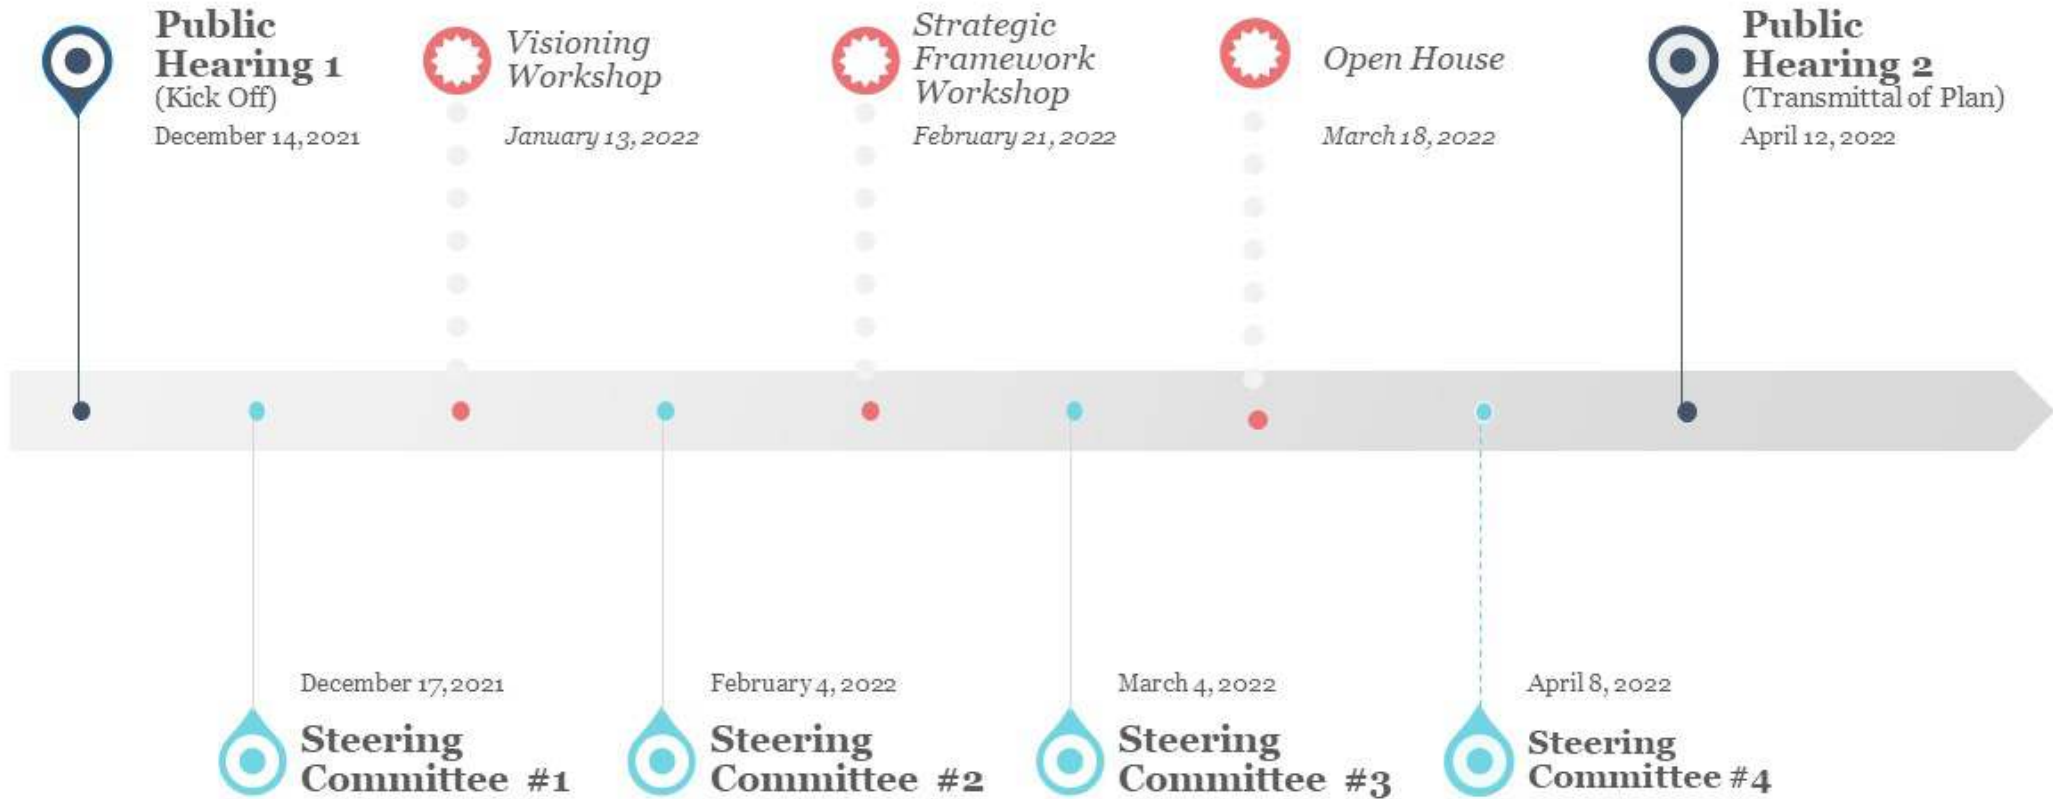 Public
Hearing 1
(Kick Off)
December 14, 2021
Visioning
Workshop
January 13, 2022
Strategic
Framework
Workshop
February 21, 2022
Open House
March 18, 2022
Public
Hearing 2
(Transmittal of Plan)
April 12, 2022
December 17, 2021
Steering
Committee #1
February 4, 2022
Steering
Committee #2
March 4, 2022
Steering
Committee #3
April 8, 2022
Steering
Committee #4